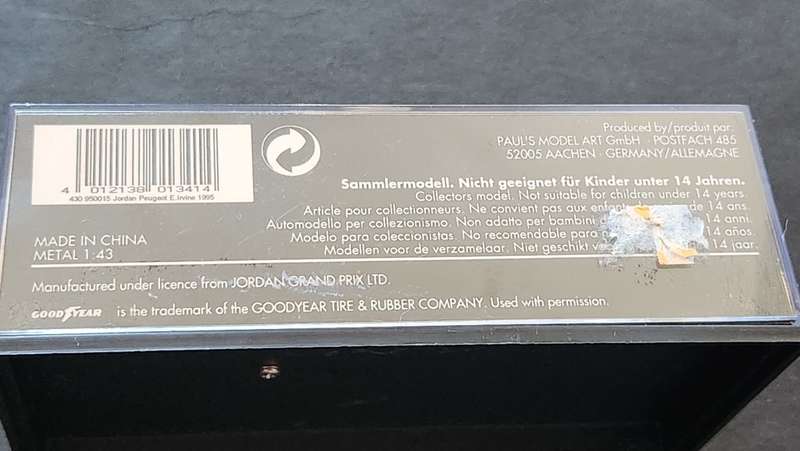 4 012138 013414
430 950015 Jordan Peugeot E.Irvine 1995
MADE IN CHINA
METAL 1:43
Produced by/produit par:
PAUL'S MODEL ART GmbH · POSTFACH 485
52005 AACHEN · GERMANY/ALLEMAGNE
Sammlermodell. Nicht geeignet für Kinder unter 14 Jahren.
Collectors model. Not suitable for children under 14 years.
Article pour collectionneurs. Ne convient pas aux de 14 ans.
Automodello per collezionismo. Non adatto per bambini 14 anni.
Modelo para coleccionistas. No recomendable para 14 años.
Modellen voor de verzamelaar. Niet geschikt 14 jaar.
Manufactured under licence from JORDAN GRAND PRIX LTD.
GOODYEAR is the trademark of the GOODYEAR TIRE & RUBBER COMPANY. Used with permission.